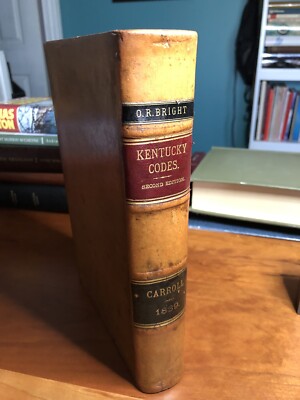 O.R.BRIGHT
KENTUCKY
CODES.
SECOND EDITION.
CARROLL
1889